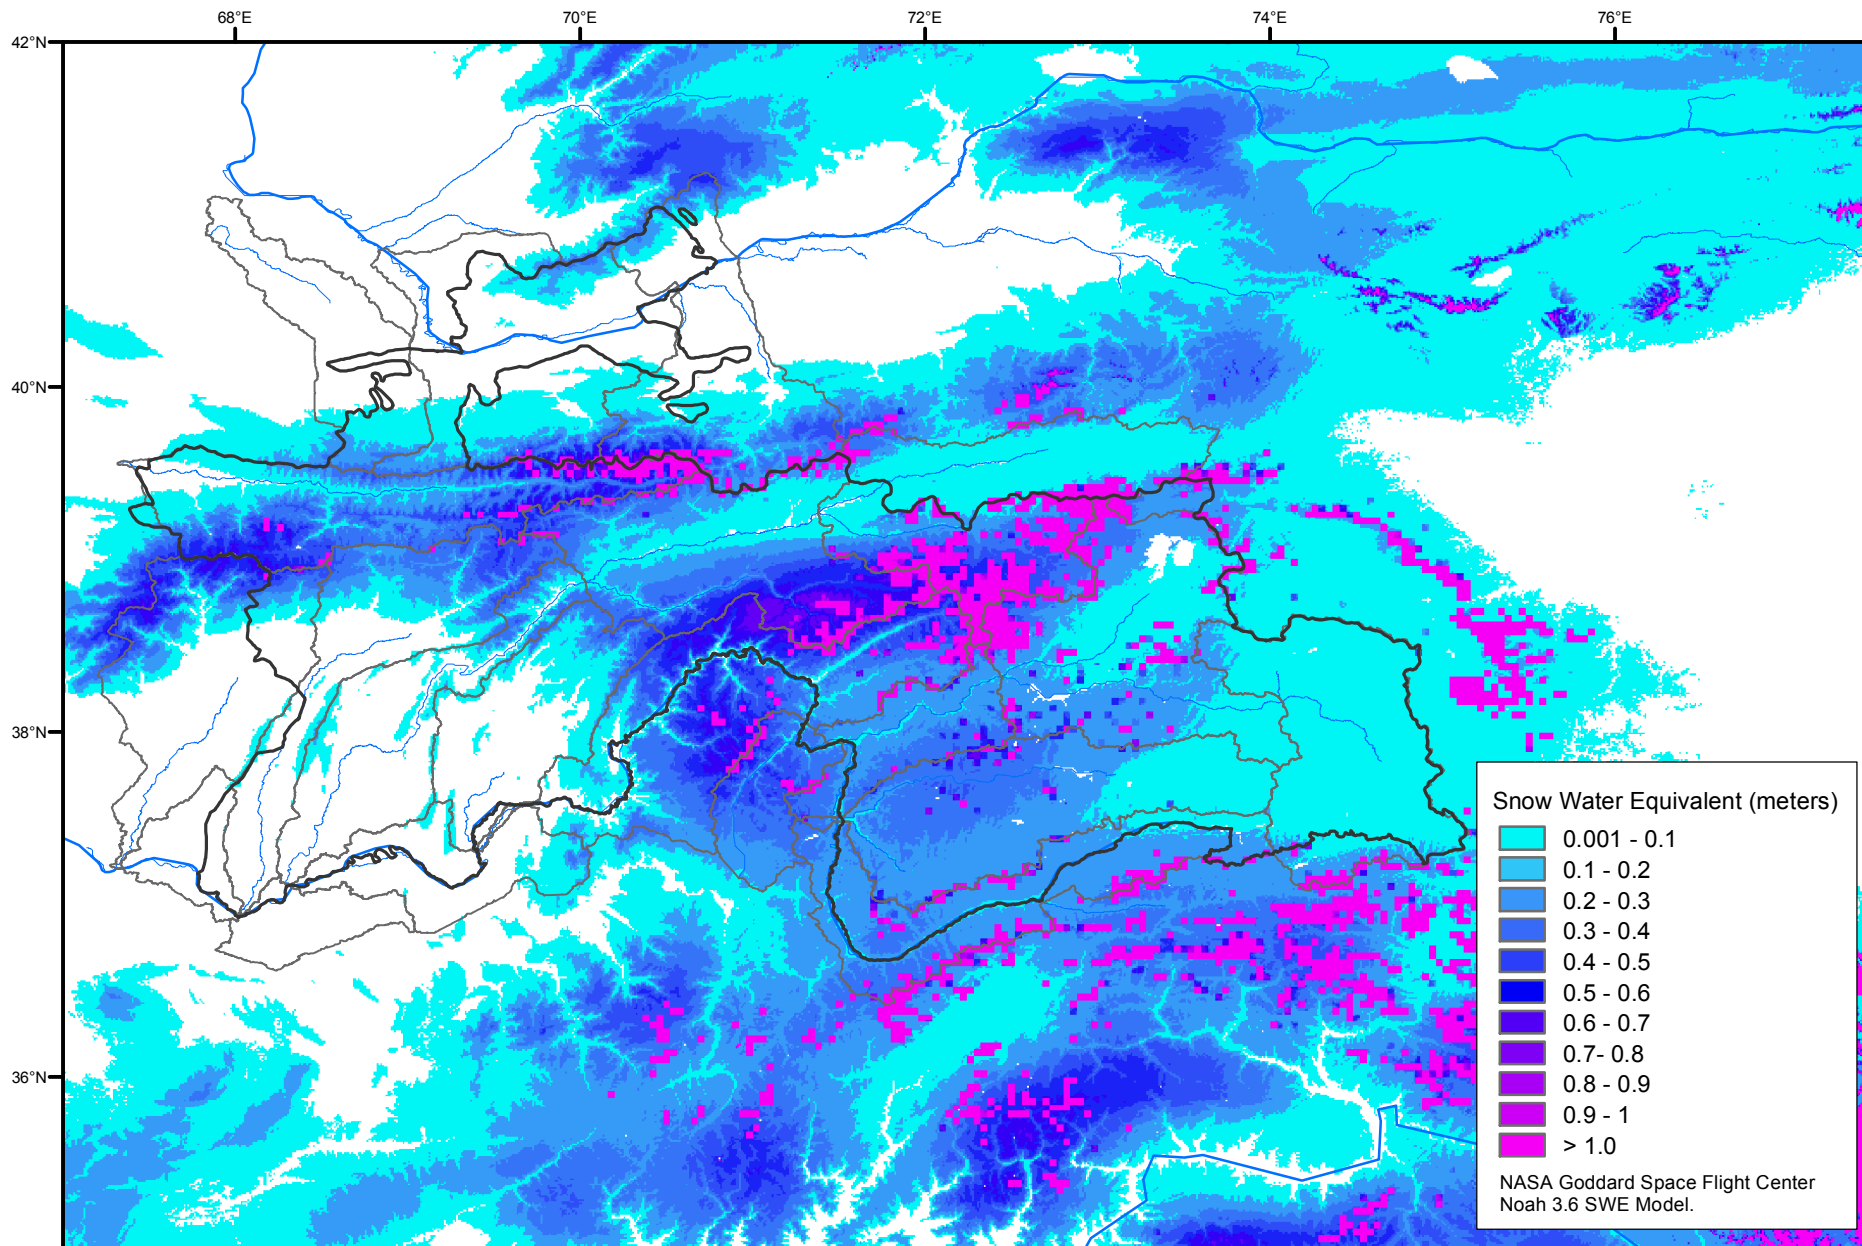 68°E 70°E 72°E 74°E 76°E
42°N
40°N
38°N
36°N
Snow Water Equivalent (meters)
0.001 - 0.1
0.1 - 0.2
0.2 - 0.3
0.3 - 0.4
0.4 - 0.5
0.5 - 0.6
0.6 - 0.7
0.7- 0.8
0.8 - 0.9
0.9 - 1
> 1.0
NASA Goddard Space Flight Center
Noah 3.6 SWE Model.